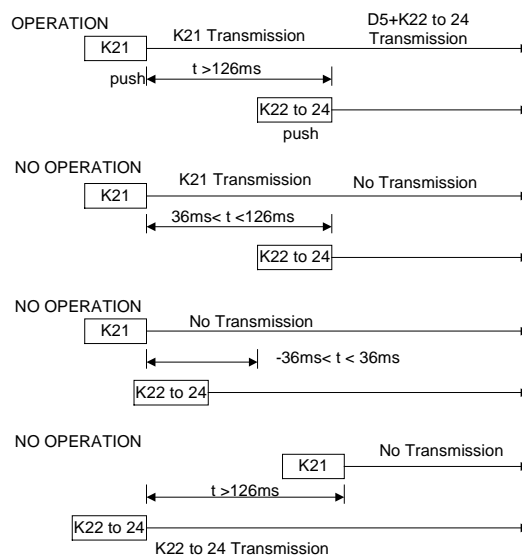 OPERATION
D5+K22 to 24
K21 Transmission
Transmission
K21
push
t >126ms
K22 to 24
push
NO OPERATION
K21 Transmission
No Transmission
K21
36ms< t <126ms
K22 to 24
NO OPERATION
K21
No Transmission
-36ms< t < 36ms
K22 to 24
NO OPERATION
No Transmission
K21
t >126ms
K22 to 24
K22 to 24 Transmission